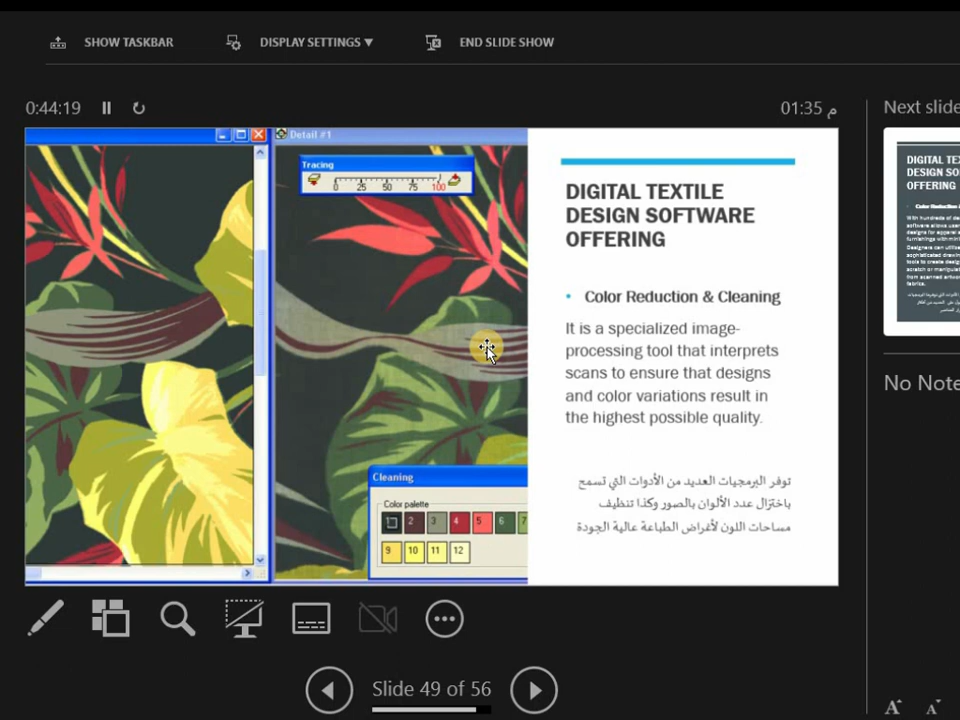 SHOW TASKBAR
DISPLAY SETTINGS ▼
END SLIDE SHOW
0:44:19
01:35 م
Next slide
Detail #1
Tracing
0 25 50 75 100
Cleaning
Color palette
1 2 3 4 5 6 7
9 10 11 12
DIGITAL TEXTILE
DESIGN SOFTWARE
OFFERING
• Color Reduction & Cleaning
It is a specialized image-
processing tool that interprets
scans to ensure that designs
and color variations result in
the highest possible quality.
توفر البرمجيات العديد من الأدوات التي تسمح
باختزال عدد الألوان بالصور وكذا تنظيف
مساحات اللون لأغراض الطباعة عالية الجودة
DIGITAL TE
DESIGN SO
OFFERING
No Note
Slide 49 of 56
A A